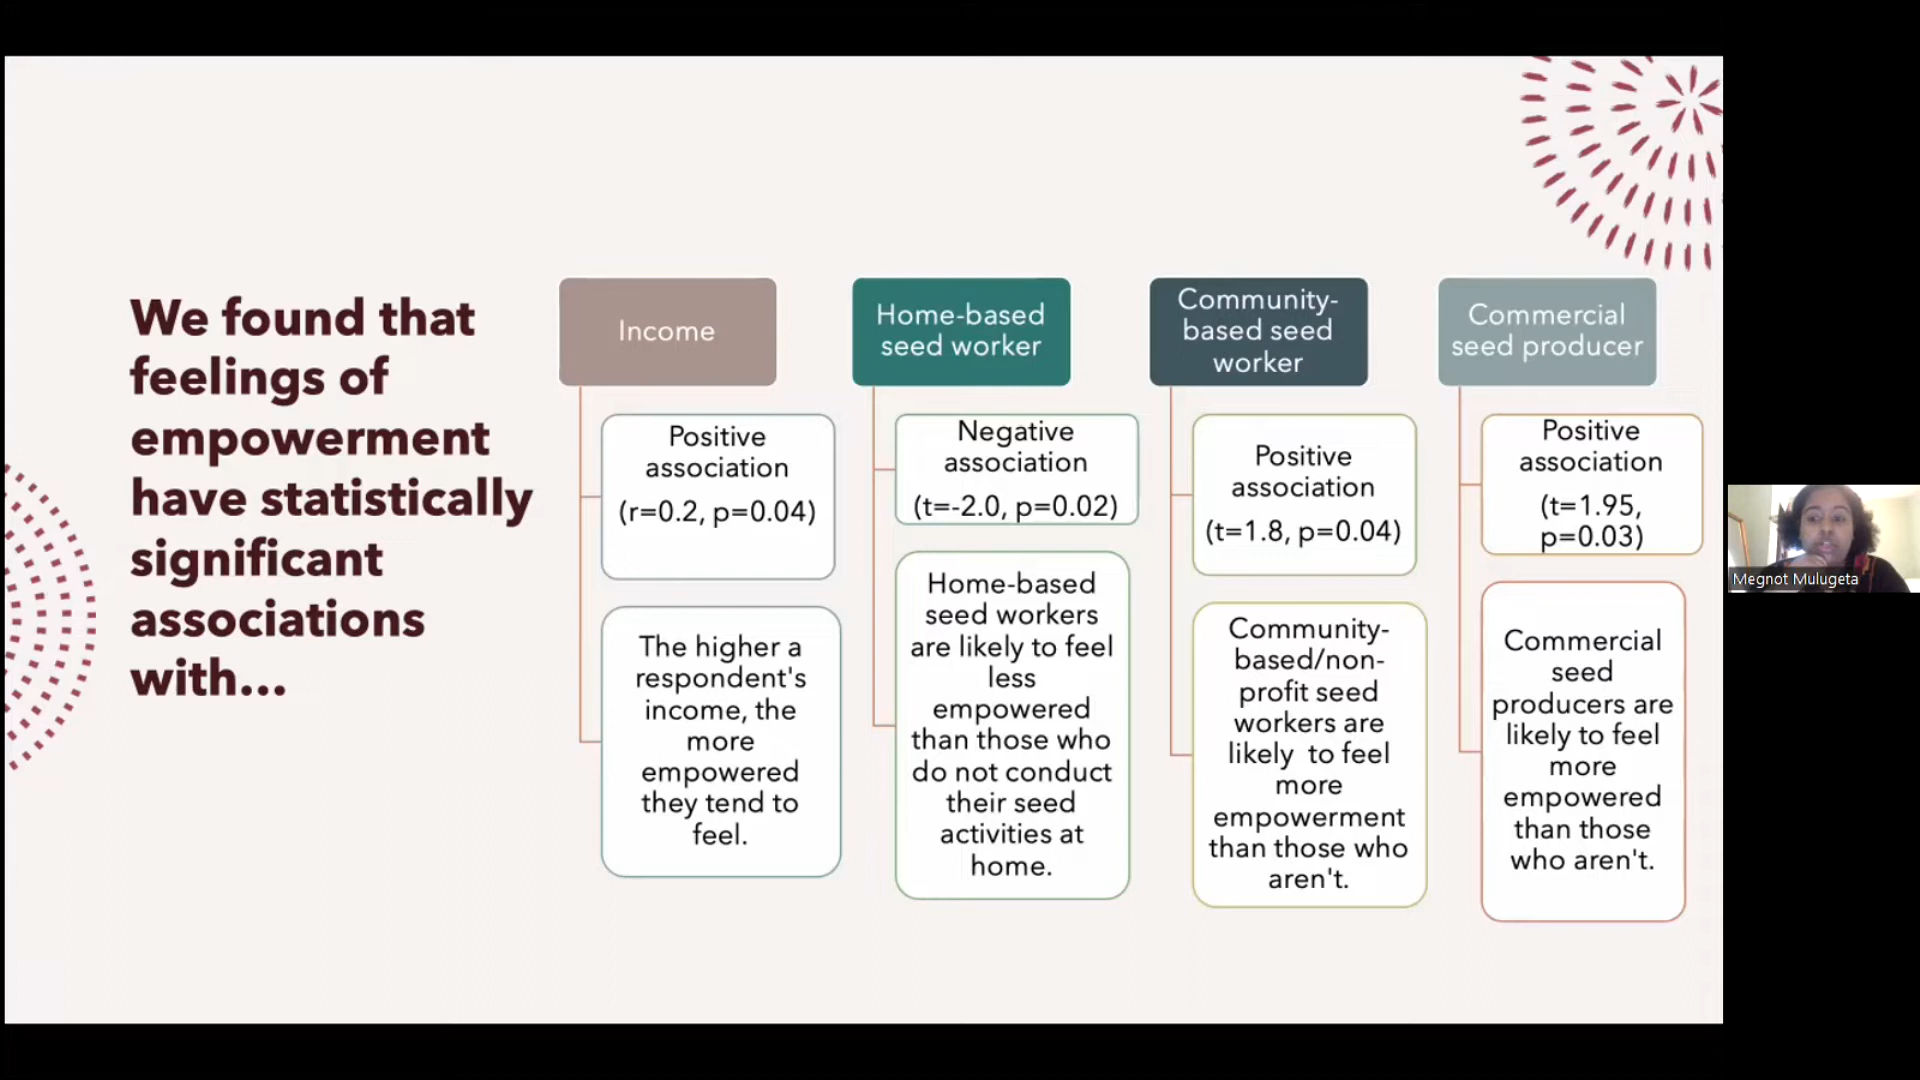 We found that
feelings of
empowerment
have statistically
significant
associations
with...
Income
Positive
association
(r=0.2, p=0.04)
The higher a
respondent's
income, the
more
empowered
they tend to
feel.
Home-based
seed worker
Negative
association
(t=-2.0, p=0.02)
Home-based
seed workers
are likely to feel
less
empowered
than those who
do not conduct
their seed
activities at
home.
Community-
based seed
worker
Positive
association
(t=1.8, p=0.04)
Community-
based/non-
profit seed
workers are
likely  to feel
more
empowerment
than those who
aren't.
Commercial
seed producer
Positive
association
(t=1.95,
p=0.03)
Commercial
seed
producers are
likely to feel
more
empowered
than those
who aren't.
Megnot Mulugeta